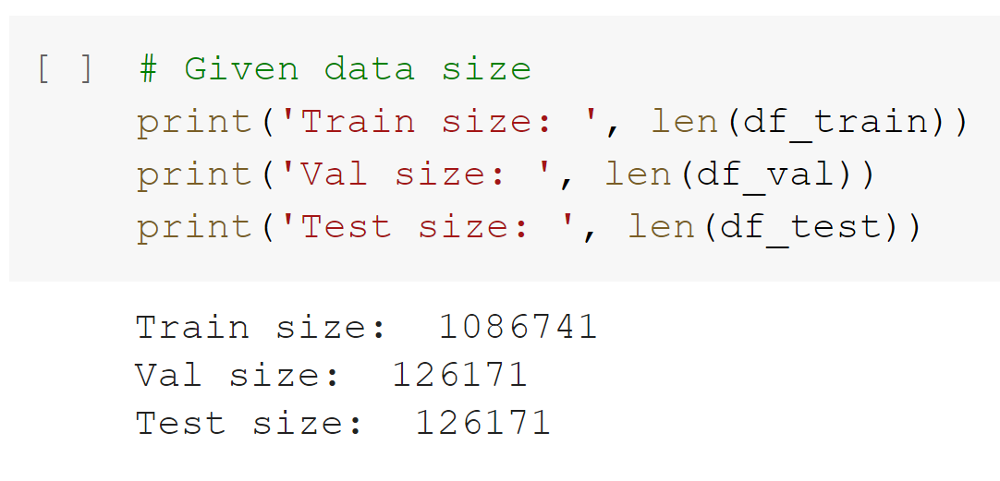 [ ] # Given data size
print('Train size: ', len(df_train))
print('Val size: ', len(df_val))
print('Test size: ', len(df_test))
Train size:  1086741
Val size:  126171
Test size:  126171